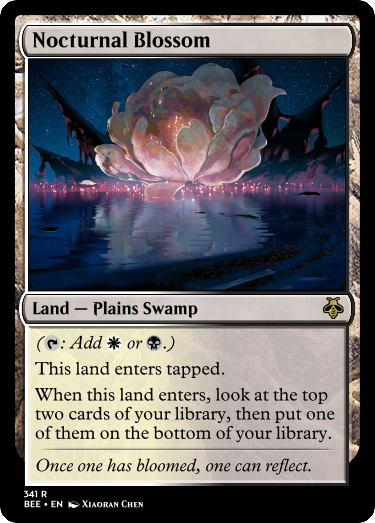 Nocturnal Blossom
Land — Plains Swamp
(: Add or .)
This land enters tapped.
When this land enters, look at the top
two cards of your library, then put one
of them on the bottom of your library.
Once one has bloomed, one can reflect.
341 R
BEE • EN Xiaoran Chen